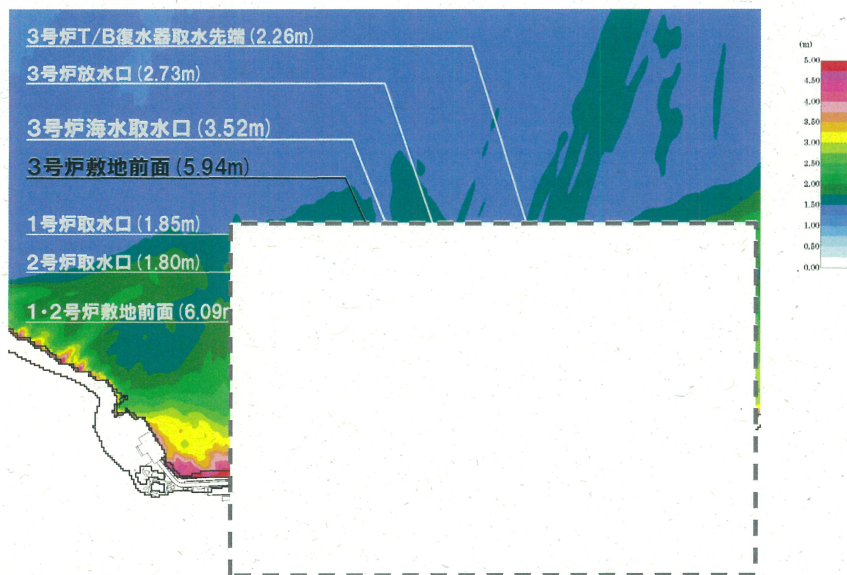 3号炉T/B復水器取水先端(2.26m)
3号炉放水口(2.73m)
3号炉海水取水口(3.52m)
3号炉敷地前面(5.94m)
1号炉取水口(1.85m)
2号炉取水口(1.80m)
1・2号炉敷地前面(6.09m
(m)
5.00
4.50
4.00
3.50
3.00
2.50
2.00
1.50
1.00
0.50
0.00